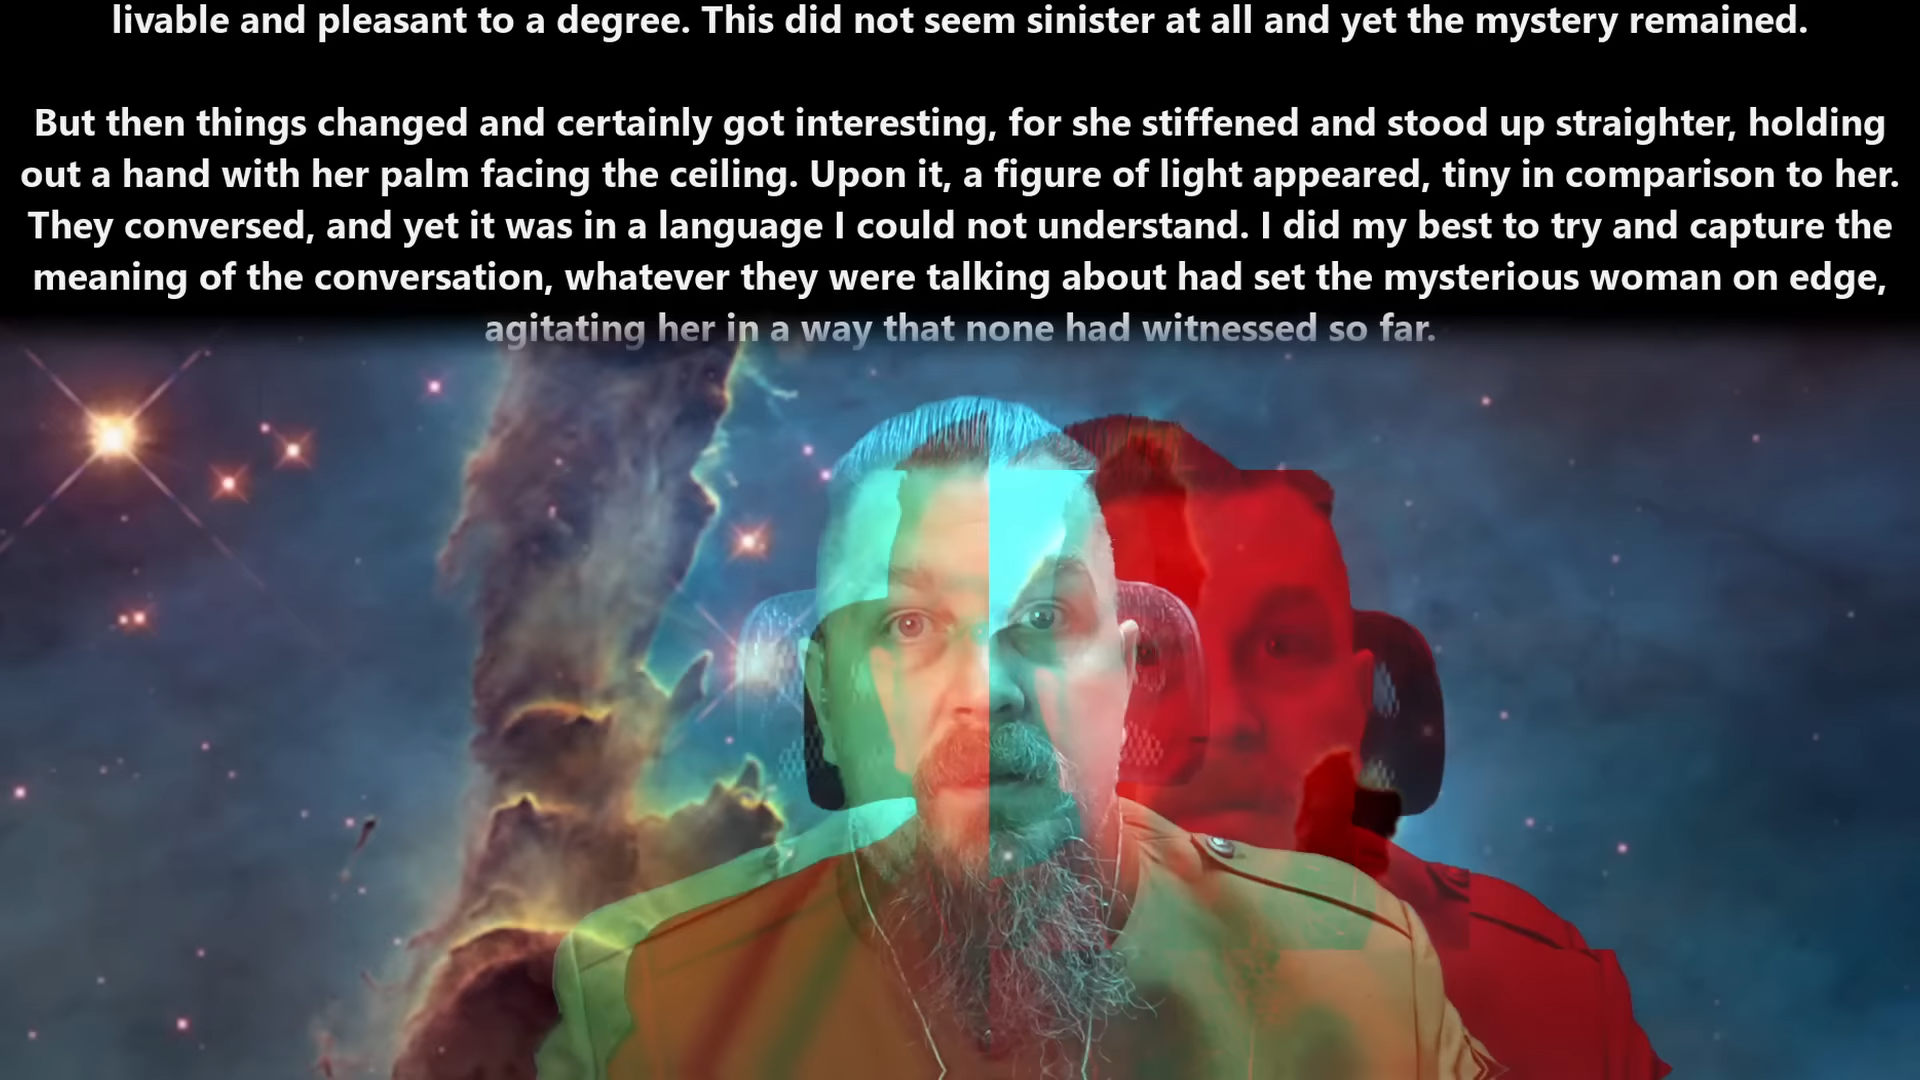 livable and pleasant to a degree. This did not seem sinister at all and yet the mystery remained.
But then things changed and certainly got interesting, for she stiffened and stood up straighter, holding
out a hand with her palm facing the ceiling. Upon it, a figure of light appeared, tiny in comparison to her.
They conversed, and yet it was in a language I could not understand. I did my best to try and capture the
meaning of the conversation, whatever they were talking about had set the mysterious woman on edge,
agitating her in a way that none had witnessed so far.